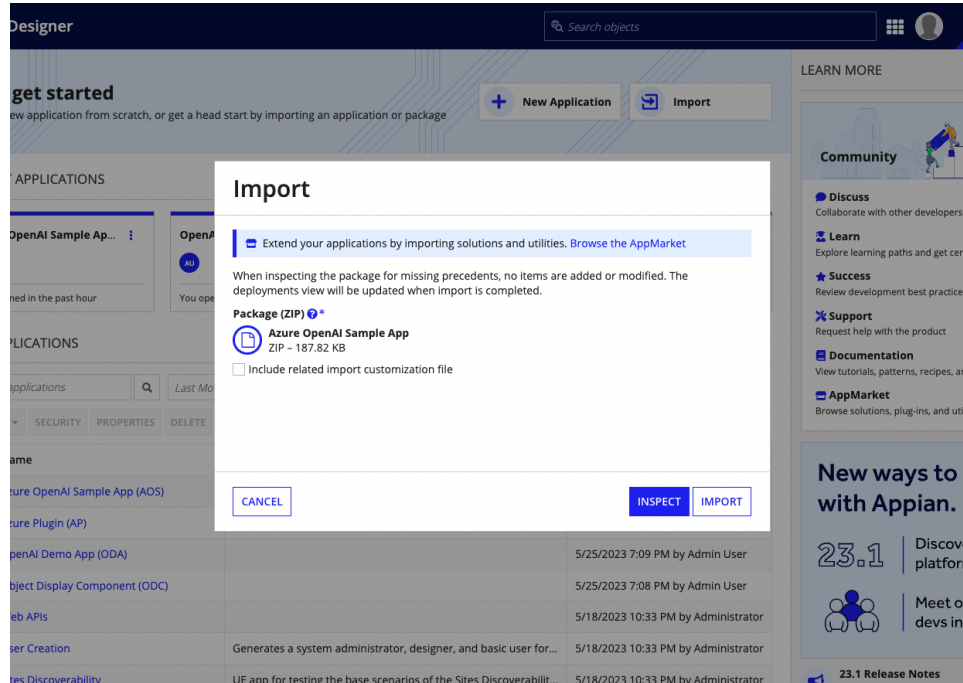 Designer
Search objects
get started
ew application from scratch, or get a head start by importing an application or package
New Application
Import
LEARN MORE
Community
Discuss
Collaborate with other developers
Learn
Explore learning paths and get cer
Success
Review development best practice
Support
Request help with the product
Documentation
View tutorials, patterns, recipes, an
AppMarket
Browse solutions, plug-ins, and uti
APPLICATIONS
OpenAI Sample Ap...
OpenA
AU
ned in the past hour
You ope
PLICATIONS
applications
Last Mo
SECURITY PROPERTIES DELETE
ame
Import
Extend your applications by importing solutions and utilities. Browse the AppMarket
When inspecting the package for missing precedents, no items are added or modified. The
deployments view will be updated when import is completed.
Package (ZIP) ? *
Azure OpenAI Sample App
ZIP – 187.82 KB
Include related import customization file
CANCEL
INSPECT
IMPORT
zure OpenAI Sample App (AOS)
zure Plugin (AP)
penAI Demo App (ODA) 5/25/2023 7:09 PM by Admin User
bject Display Component (ODC) 5/25/2023 7:08 PM by Admin User
eb APIs 5/18/2023 10:33 PM by Administrator
ser Creation Generates a system administrator, designer, and basic user for... 5/18/2023 10:33 PM by Administrator
tes Discoverability UE app for testing the base scenarios of the Sites Discoverabilit... 5/18/2023 10:33 PM by Administrator
New ways to
with Appian.
23.1
Discov
platfor
Meet o
devs in
23.1 Release Notes